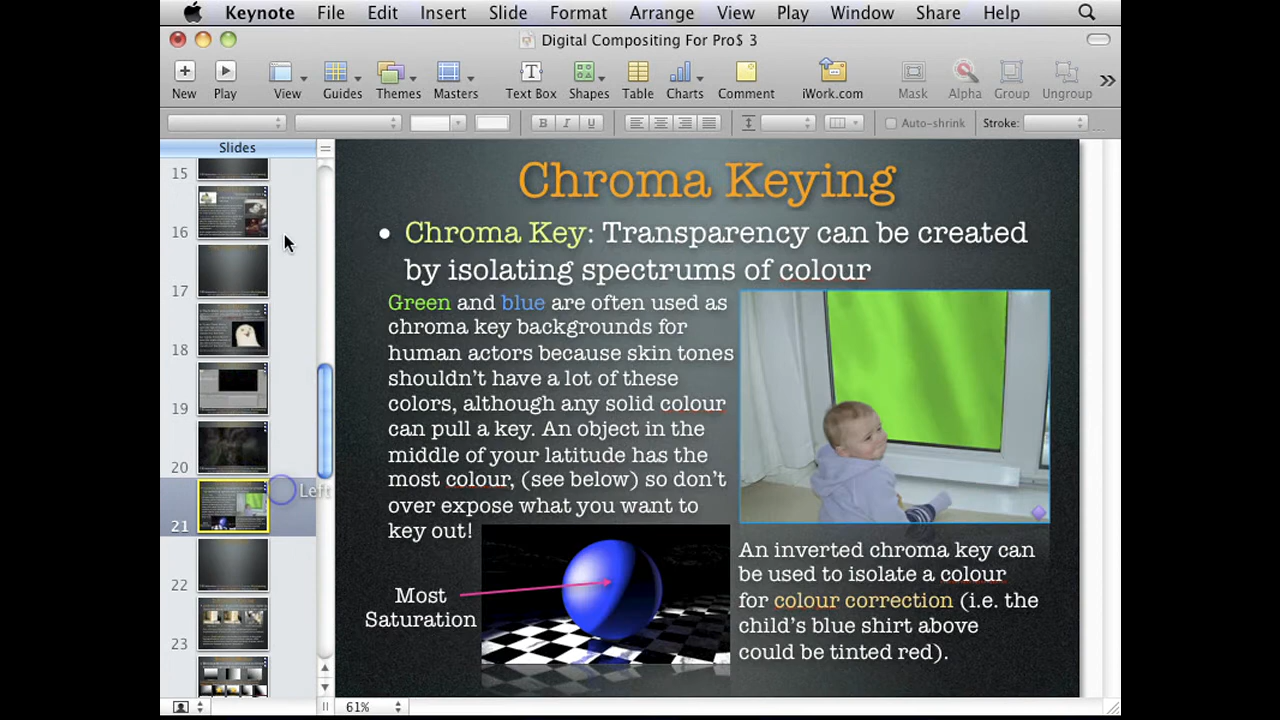 Keynote File Edit Insert Slide Format Arrange View Play Window Share Help
Digital Compositing For Pro$ 3
New Play View Guides Themes Masters Text Box Shapes Table Charts Comment iWork.com Mask Alpha Group Ungroup »
B I U Auto-shrink Stroke:
Slides
15
16
17
18
19
20
21
22
23
Left
Chroma Keying
• Chroma Key: Transparency can be created
by isolating spectrums of colour
Green and blue are often used as
chroma key backgrounds for
human actors because skin tones
shouldn't have a lot of these
colors, although any solid colour
can pull a key. An object in the
middle of your latitude has the
most colour, (see below) so don't
over expose what you want to
key out!
Most
Saturation
An inverted chroma key can
be used to isolate a colour
for colour correction (i.e. the
child's blue shirt above
could be tinted red).
61%